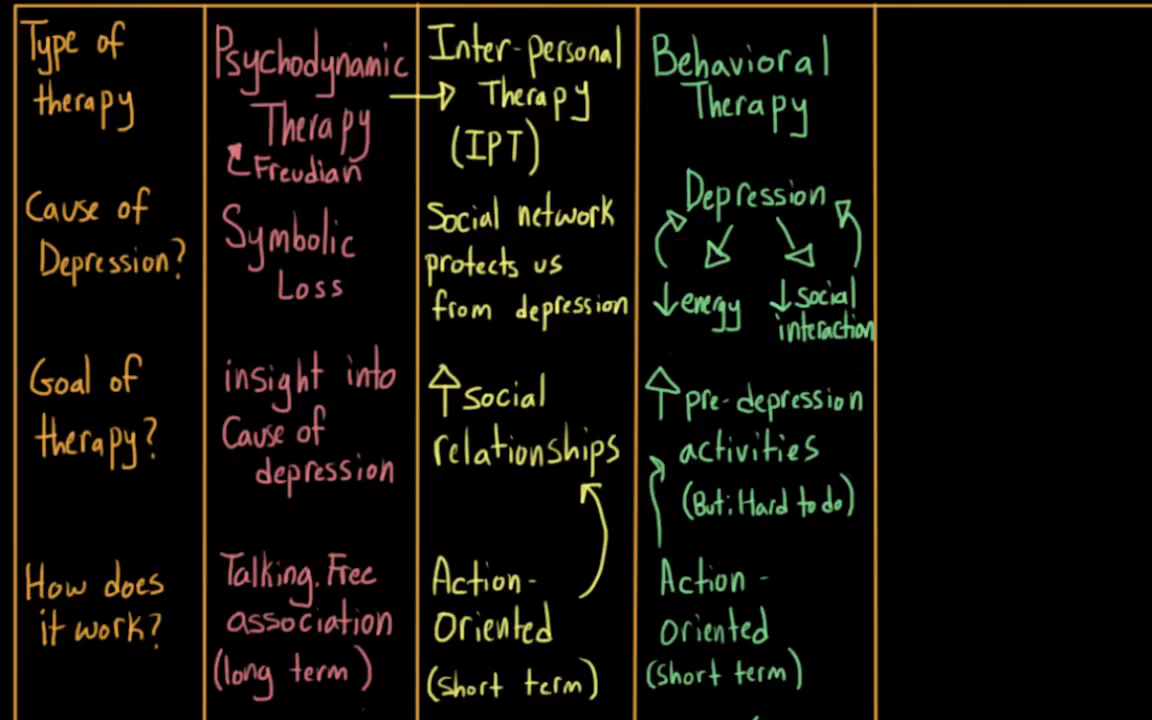 Type of
therapy
Psychodynamic
Therapy
Freudian
Inter-personal
Therapy
(IPT)
Behavioral
Therapy
Cause of
Depression?
Symbolic
Loss
Social network
protects us
from depression
Depression
↓energy
↓social
interaction
Goal of
therapy?
insight into
Cause of
depression
↑social
relationships
↑pre-depression
activities
(But: Hard to do)
How does
it work?
Talking. Free
association
(long term)
Action-
Oriented
(short term)
Action-
oriented
(short term)